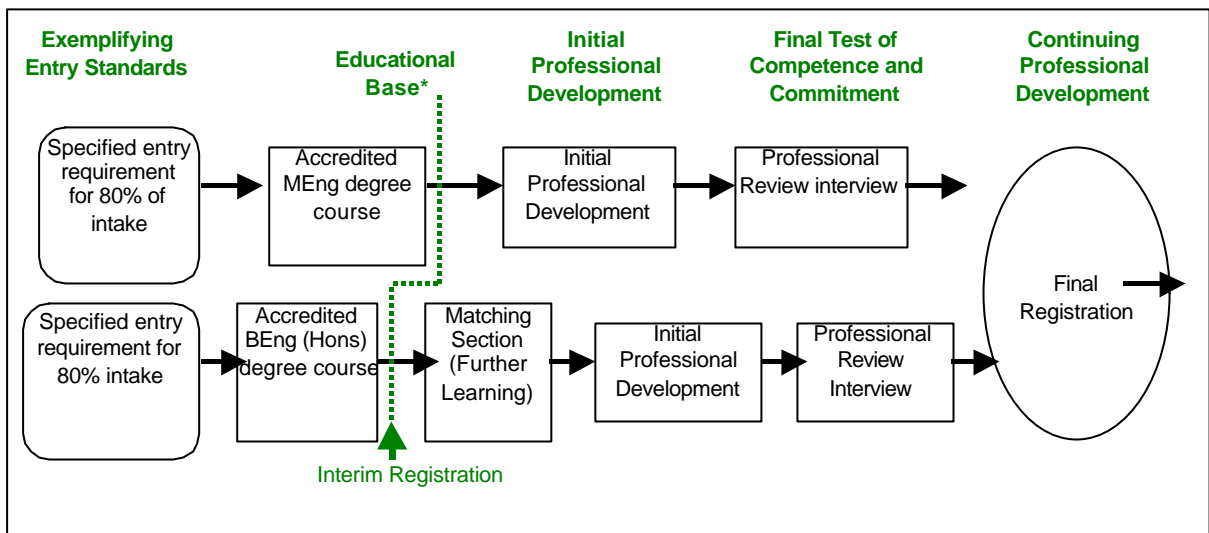 Exemplifying
Entry Standards
Educational
Base*
Initial
Professional
Development
Final Test of
Competence and
Commitment
Continuing
Professional
Development
Specified entry
requirement
for 80% of
intake
Accredited
MEng degree
course
Initial
Professional
Development
Professional
Review interview
Final
Registration
Specified entry
requirement for
80% intake
Accredited
BEng (Hons)
degree course
Matching
Section
(Further
Learning)
Initial
Professional
Development
Professional
Review
Interview
Interim Registration